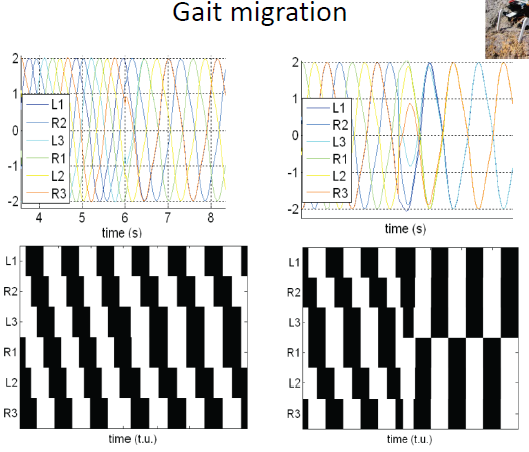 Gait migration
2
1
0
-1
-2
L1
R2
L3
R1
L2
R3
4 5 6 7 8
time (s)
2
1
0
-1
-2
L1
R2
L3
R1
L2
R3
time (s)
L1
R2
L3
R1
L2
R3
time (t.u.)
L1
R2
L3
R1
L2
R3
time (t.u.)